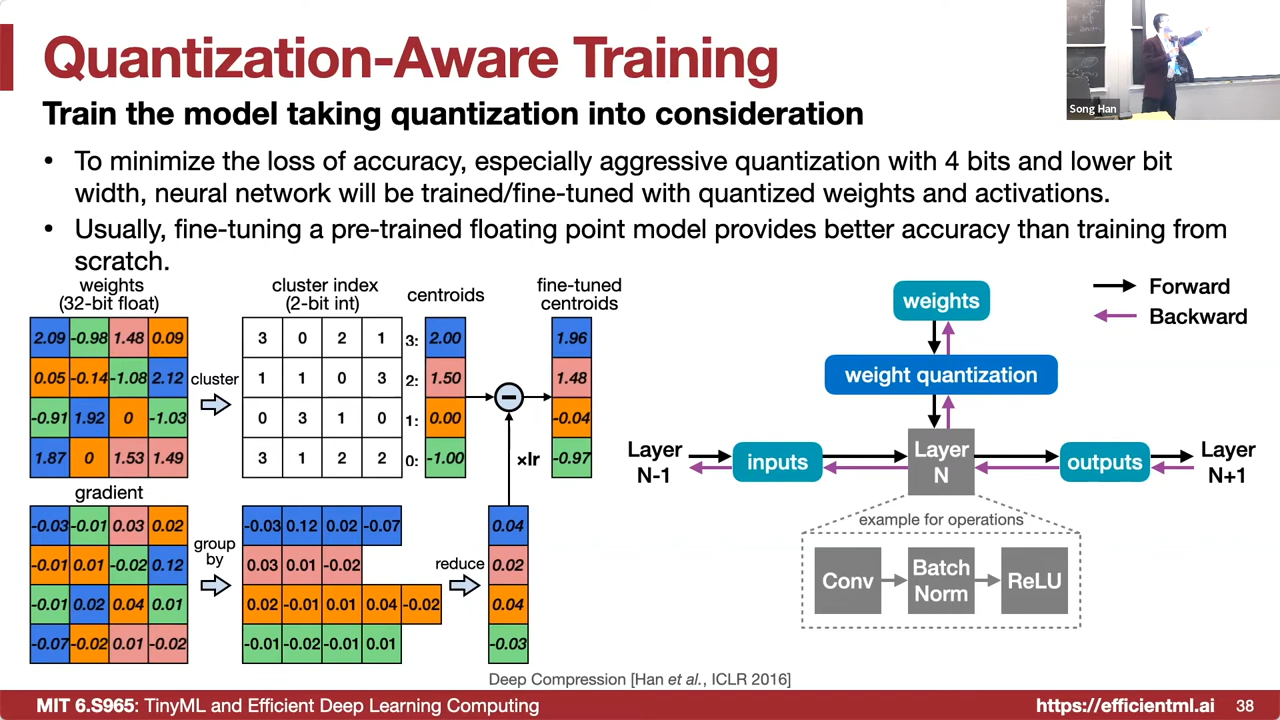 Quantization-Aware Training
Song Han
Train the model taking quantization into consideration
• To minimize the loss of accuracy, especially aggressive quantization with 4 bits and lower bit
width, neural network will be trained/fine-tuned with quantized weights and activations.
• Usually, fine-tuning a pre-trained floating point model provides better accuracy than training from
scratch.
weights
(32-bit float)
2.09 -0.98 1.48 0.09
0.05 -0.14 -1.08 2.12
-0.91 1.92 0 -1.03
1.87 0 1.53 1.49
cluster
cluster index
(2-bit int)
3 0 2 1
1 1 0 3
0 3 1 0
3 1 2 2
centroids
3: 2.00
2: 1.50
1: 0.00
0: -1.00
fine-tuned
centroids
1.96
1.48
-0.04
-0.97
×lr
gradient
-0.03 -0.01 0.03 0.02
-0.01 0.01 -0.02 0.12
-0.01 0.02 0.04 0.01
-0.07 -0.02 0.01 -0.02
group
by
-0.03 0.12 0.02 -0.07
0.03 0.01 -0.02
0.02 -0.01 0.01 0.04 -0.02
-0.01 -0.02 -0.01 0.01
reduce
0.04
0.02
0.04
-0.03
Forward
Backward
weights
weight quantization
Layer
N-1
inputs
Layer
N
outputs
Layer
N+1
example for operations
Conv
Batch
Norm
ReLU
Deep Compression [Han et al., ICLR 2016]
MIT 6.S965: TinyML and Efficient Deep Learning Computing
https://efficientml.ai
38